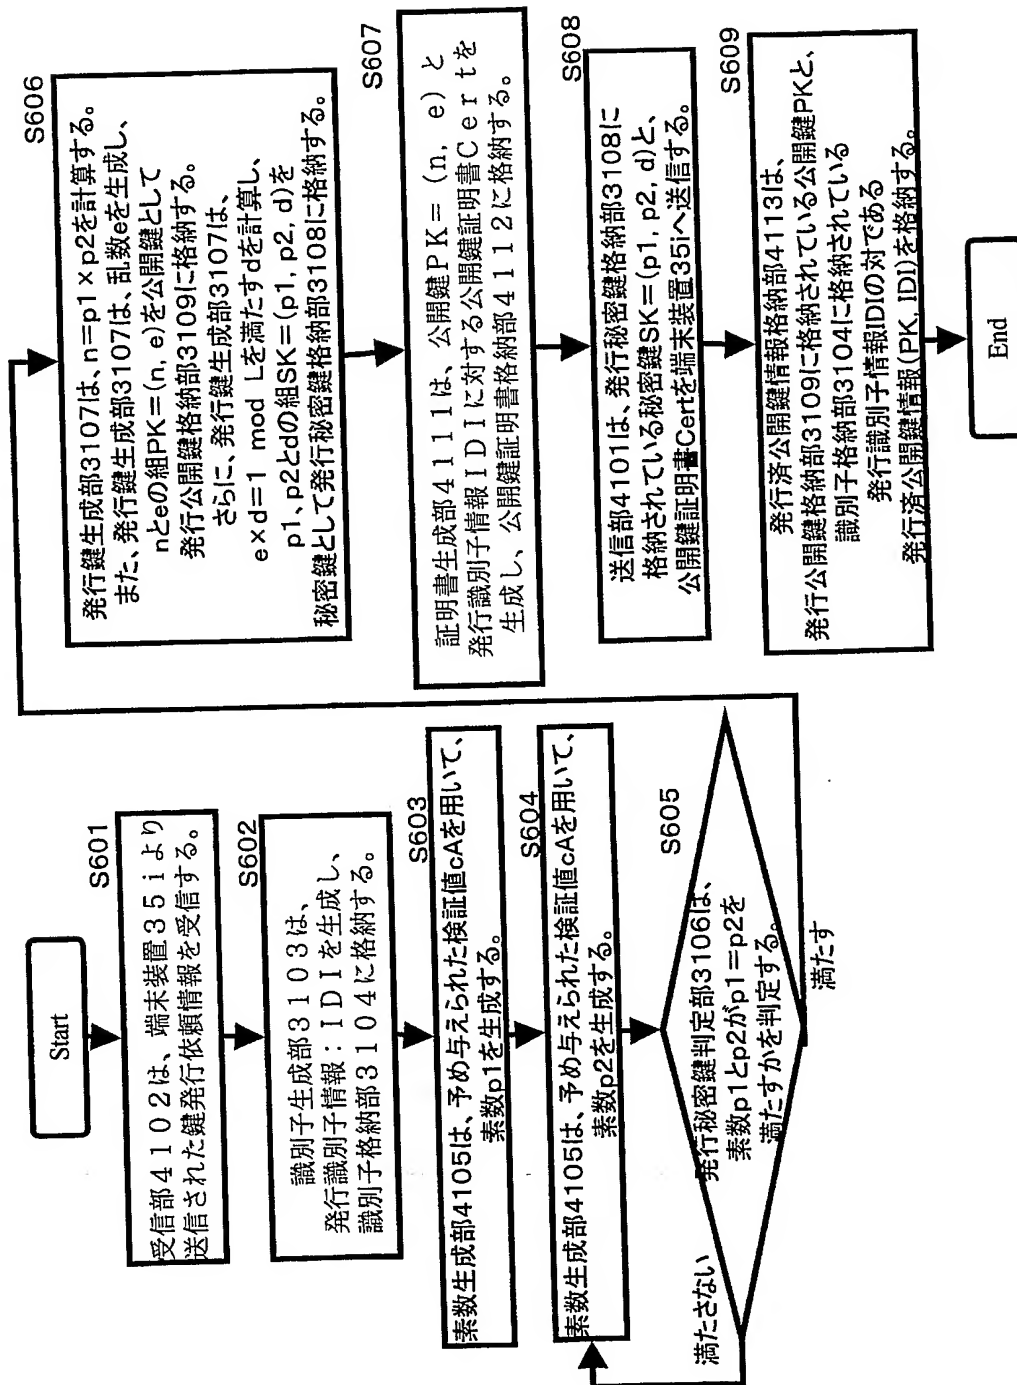 Start
S601
受信部4102は、端末装置35iより
送信された鍵発行依頼情報を受信する。
S602
識別子生成部3103は、
発行識別子情報:IDIを生成し、
識別子格納部3104に格納する。
S603
素数生成部4105は、予め与えられた検証値cAを用いて、
素数p1を生成する。
S604
素数生成部4105は、予め与えられた検証値cAを用いて、
素数p2を生成する。
S605
発行秘密鍵判定部3106は、
素数p1とp2がp1=p2を
満たすかを判定する。
満たさない
満たす
S606
発行鍵生成部3107は、n=p1×p2を計算する。
また、発行鍵生成部3107は、乱数eを生成し、
nとeの組PK=(n, e)を公開鍵として
発行公開鍵格納部3109に格納する。
さらに、発行鍵生成部3107は、
e×d=1 mod Lを満たすdを計算し、
p1、p2とdの組SK=(p1, p2, d)を
秘密鍵として発行秘密鍵格納部3108に格納する。
S607
証明書生成部4111は、公開鍵PK=(n, e)と
発行識別子情報IDIに対する公開鍵証明書Certを
生成し、公開鍵証明書格納部4112に格納する。
S608
送信部4101は、発行秘密鍵格納部3108に
格納されている秘密鍵SK=(p1, p2, d)と、
公開鍵証明書Certを端末装置35iへ送信する。
S609
発行済公開鍵情報格納部4113は、
発行公開鍵格納部3109に格納されている公開鍵PKと、
識別子格納部3104に格納されている
発行識別子情報IDIの対である
発行済公開鍵情報(PK, IDI)を格納する。
End